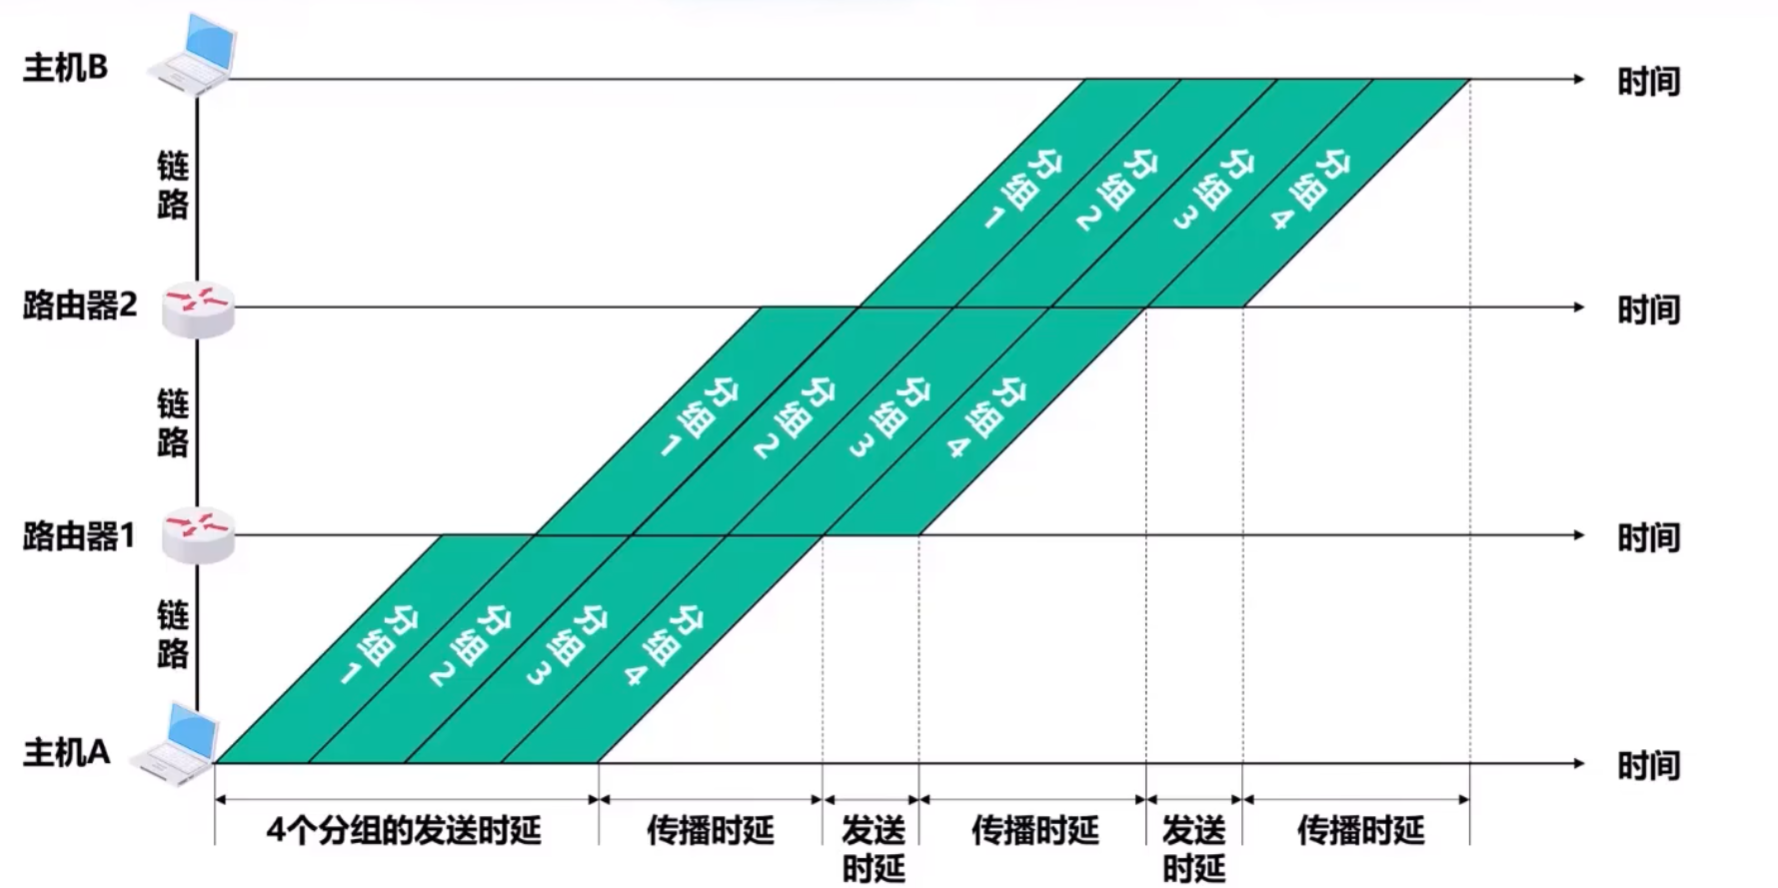 主机B
时间
链路
分组1
分组2
分组3
分组4
路由器2
时间
链路
分组1
分组2
分组3
分组4
路由器1
时间
链路
分组1
分组2
分组3
分组4
主机A
时间
4个分组的发送时延
传播时延
发送
时延
传播时延
发送
时延
传播时延